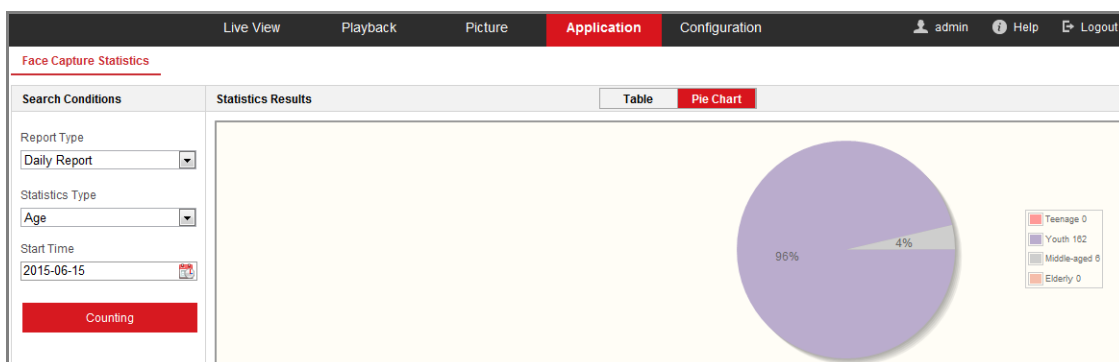 Live View Playback Picture Application Configuration admin Help Logout
Face Capture Statistics
Search Conditions
Statistics Results
Table Pie Chart
Report Type
Daily Report
Statistics Type
Age
Start Time
2015-06-15
Counting
96%
4%
Teenage 0
Youth 162
Middle-aged 6
Elderly 0